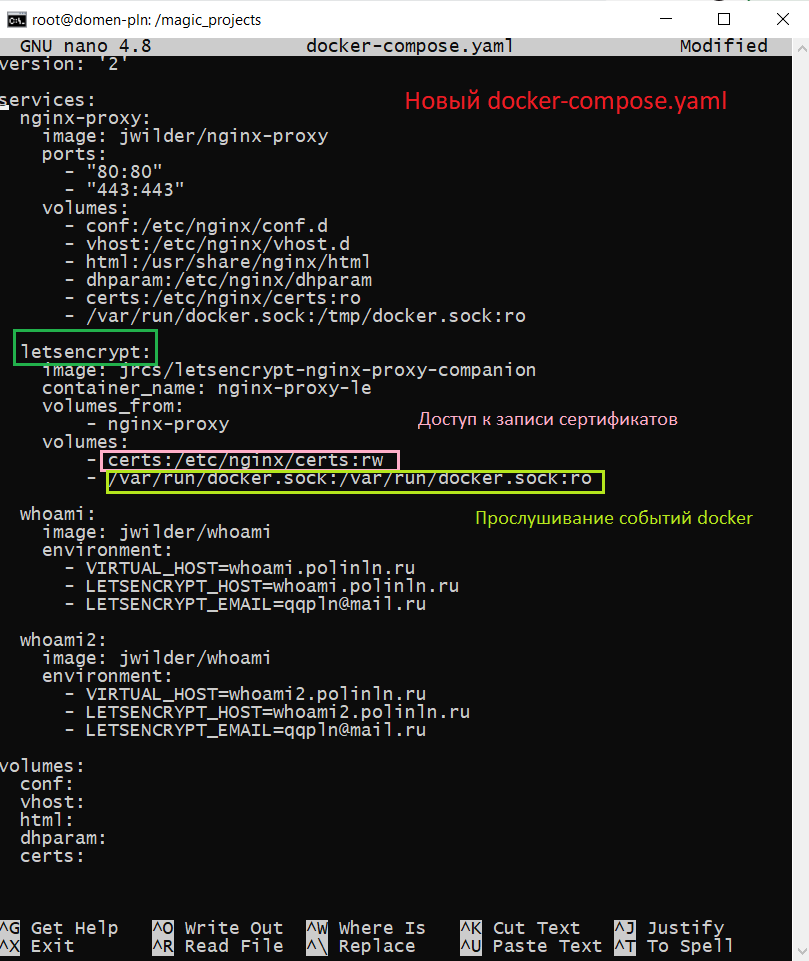 root@domen-pln: /magic_projects
GNU nano 4.8 docker-compose.yaml Modified
version: '2'
services:
Новый docker-compose.yaml
nginx-proxy:
image: jwilder/nginx-proxy
ports:
- "80:80"
- "443:443"
volumes:
- conf:/etc/nginx/conf.d
- vhost:/etc/nginx/vhost.d
- html:/usr/share/nginx/html
- dhparam:/etc/nginx/dhparam
- certs:/etc/nginx/certs:ro
- /var/run/docker.sock:/tmp/docker.sock:ro
letsencrypt:
image: jrcs/letsencrypt-nginx-proxy-companion
container_name: nginx-proxy-le
volumes_from:
- nginx-proxy
Доступ к записи сертификатов
volumes:
- certs:/etc/nginx/certs:rw
- /var/run/docker.sock:/var/run/docker.sock:ro
whoami:
Прослушивание событий docker
image: jwilder/whoami
environment:
- VIRTUAL_HOST=whoami.polinln.ru
- LETSENCRYPT_HOST=whoami.polinln.ru
- LETSENCRYPT_EMAIL=qqpln@mail.ru
whoami2:
image: jwilder/whoami
environment:
- VIRTUAL_HOST=whoami2.polinln.ru
- LETSENCRYPT_HOST=whoami2.polinln.ru
- LETSENCRYPT_EMAIL=qqpln@mail.ru
volumes:
conf:
vhost:
html:
dhparam:
certs:
^G Get Help ^O Write Out ^W Where Is ^K Cut Text ^J Justify
^X Exit ^R Read File ^\ Replace ^U Paste Text ^T To Spell